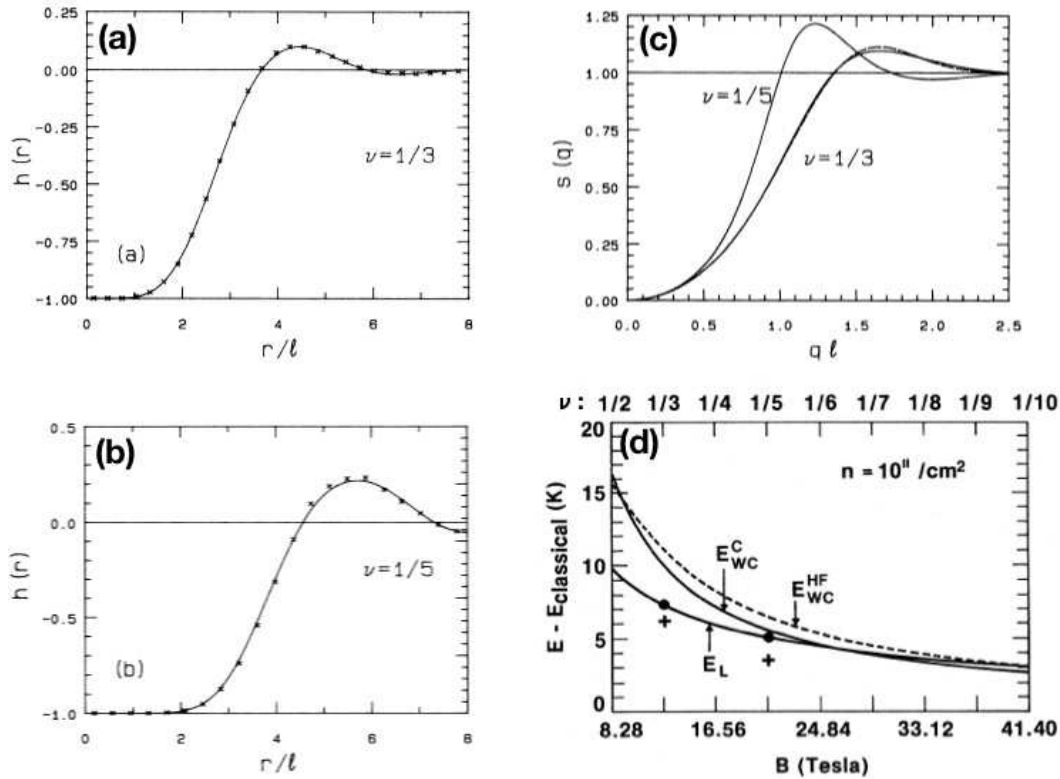 (a)
h(r)
0.00
-0.25
-0.50
-0.75
-1.00
ν=1/3
(a)
0 2 4 6 8
r/ℓ
(b)
h(r)
0.5
0.0
-0.5
-1.0
ν=1/5
(b)
0 2 4 6 8
r/ℓ
(c)
s(q)
1.25
1.00
0.75
0.50
0.25
0.00
ν=1/5
ν=1/3
0.0 0.5 1.0 1.5 2.0 2.5
qℓ
ν: 1/2 1/3 1/4 1/5 1/6 1/7 1/8 1/9 1/10
(d)
n = 10¹¹ /cm²
E - Eclassical (K)
20
15
10
5
0
E^C_WC
E^HF_WC
E_L
8.28 16.56 24.84 33.12 41.40
B (Tesla)